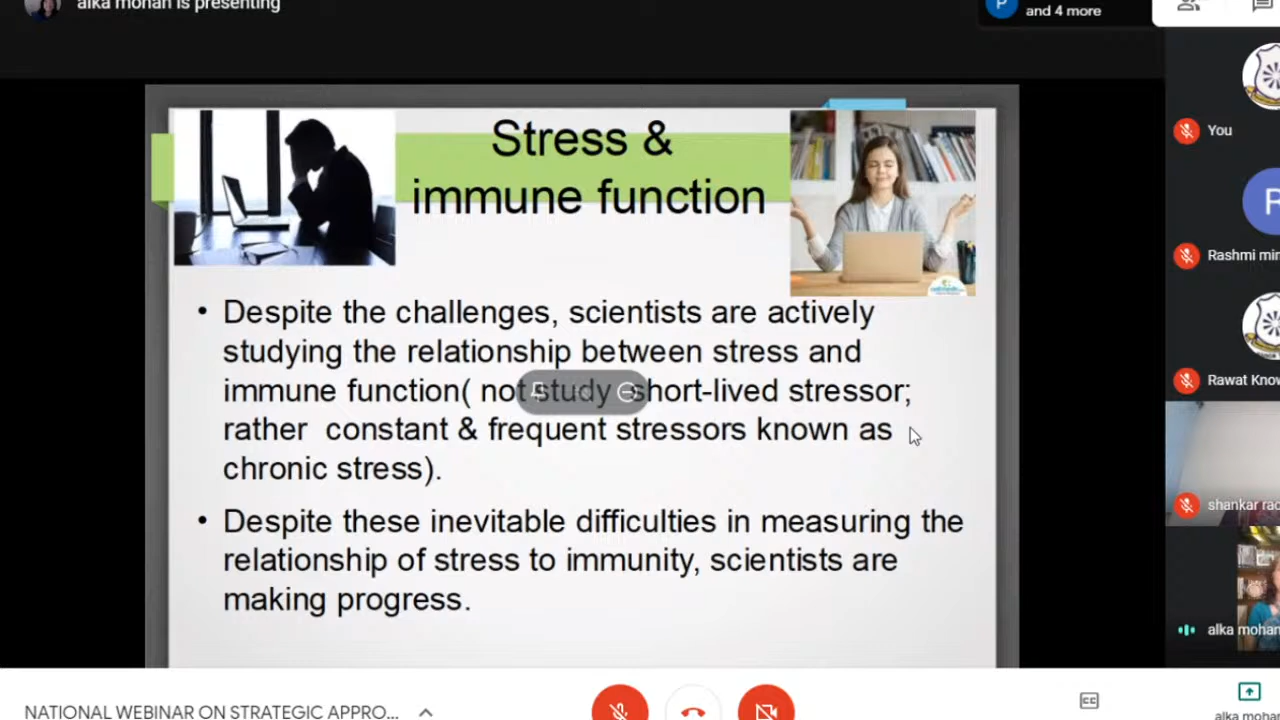 alka mohan is presenting
P
and 4 more
Stress &
immune function
• Despite the challenges, scientists are actively
studying the relationship between stress and
immune function( not study short-lived stressor;
rather constant & frequent stressors known as
chronic stress).
• Despite these inevitable difficulties in measuring the
relationship of stress to immunity, scientists are
making progress.
You
R
Rashmi
Rawat
shankar
alka mohan
NATIONAL WEBINAR ON STRATEGIC APPRO...
CC
alka